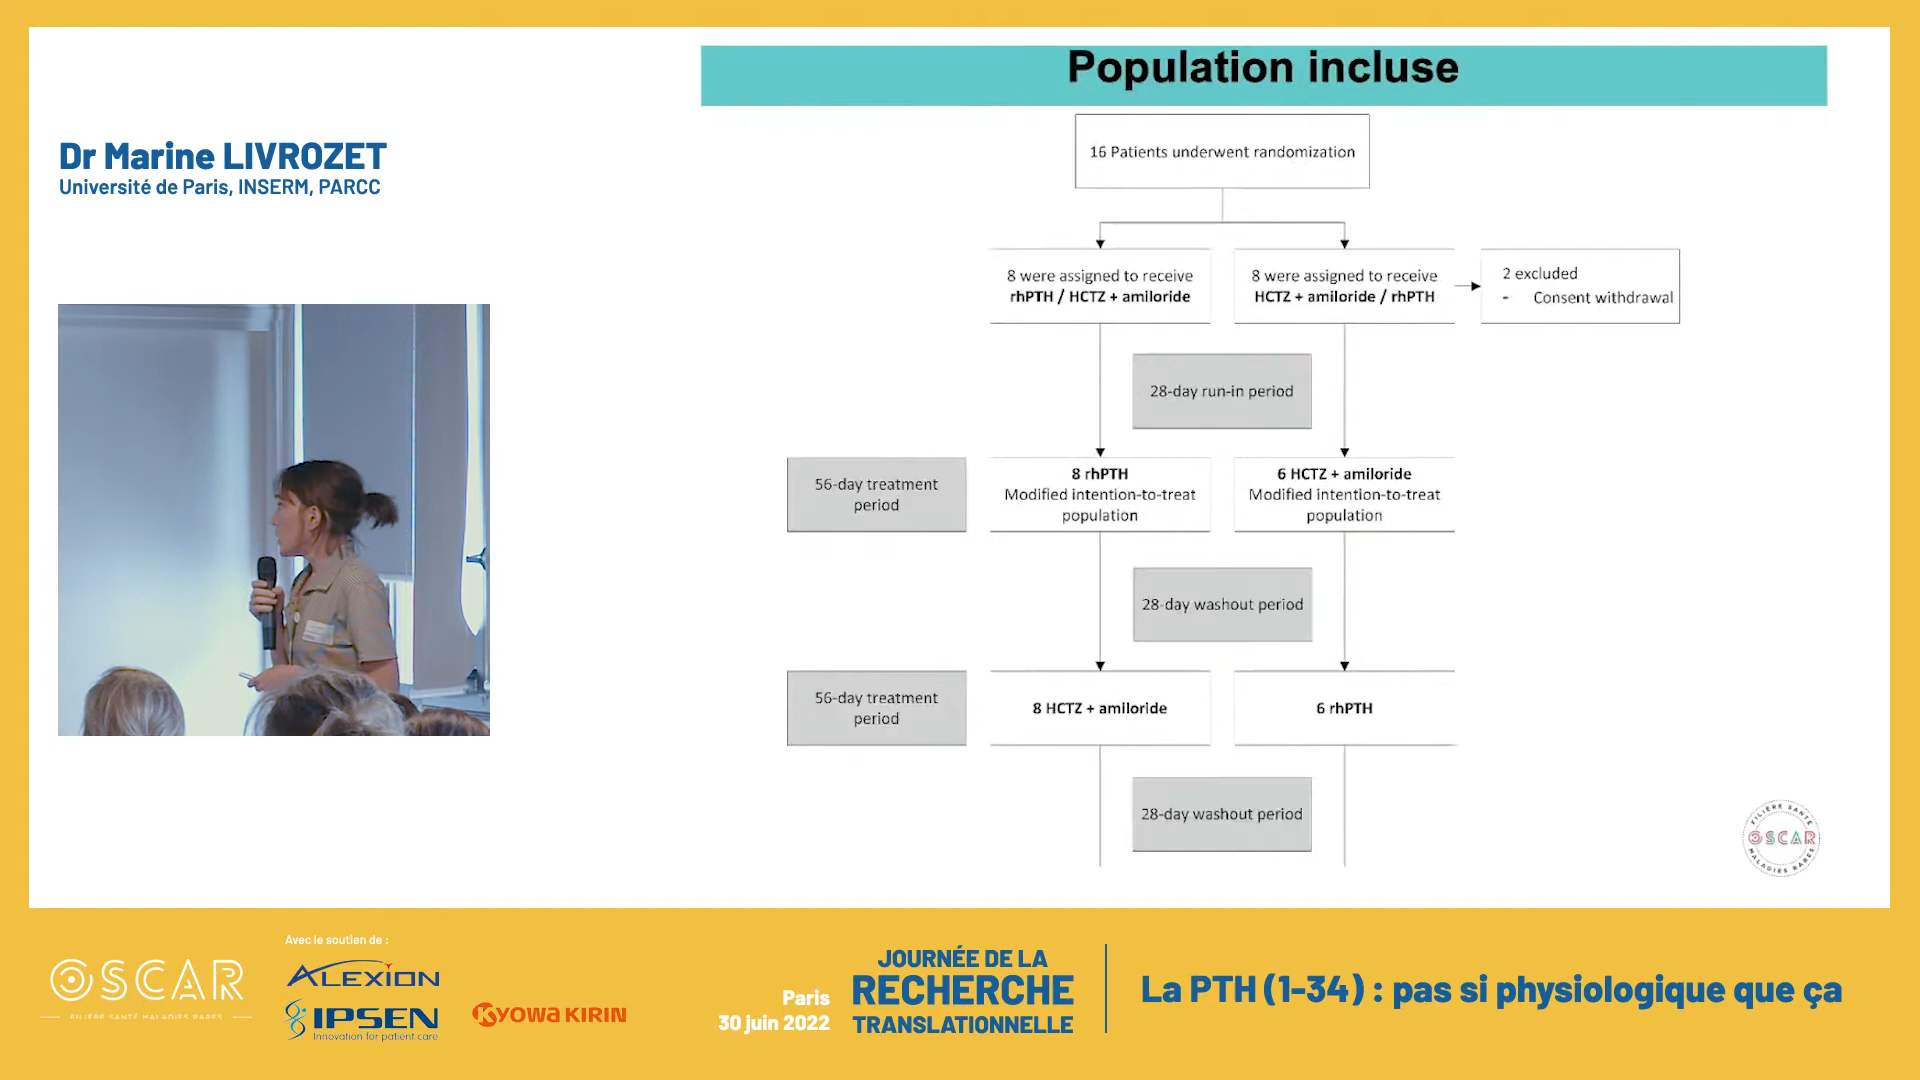 Population incluse
Dr Marine LIVROZET
Université de Paris, INSERM, PARCC
16 Patients underwent randomization
8 were assigned to receive
rhPTH / HCTZ + amiloride
8 were assigned to receive
HCTZ + amiloride / rhPTH
2 excluded
- Consent withdrawal
28-day run-in period
56-day treatment
period
8 rhPTH
Modified intention-to-treat
population
6 HCTZ + amiloride
Modified intention-to-treat
population
28-day washout period
56-day treatment
period
8 HCTZ + amiloride
6 rhPTH
28-day washout period
FILIÈRE SANTÉ
OSCAR
MALADIES RARES
OSCAR
FILIÈRE SANTÉ MALADIES RARES
Avec le soutien de :
ALEXION
IPSEN
Innovation for patient care
KYOWA KIRIN
Paris
30 juin 2022
JOURNÉE DE LA
RECHERCHE
TRANSLATIONNELLE
La PTH (1-34) : pas si physiologique que ça